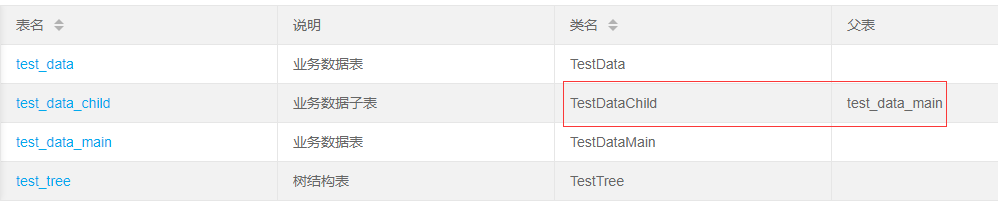 表名 说明 类名 父表
test_data 业务数据表 TestData
test_data_child 业务数据子表 TestDataChild test_data_main
test_data_main 业务数据表 TestDataMain
test_tree 树结构表 TestTree